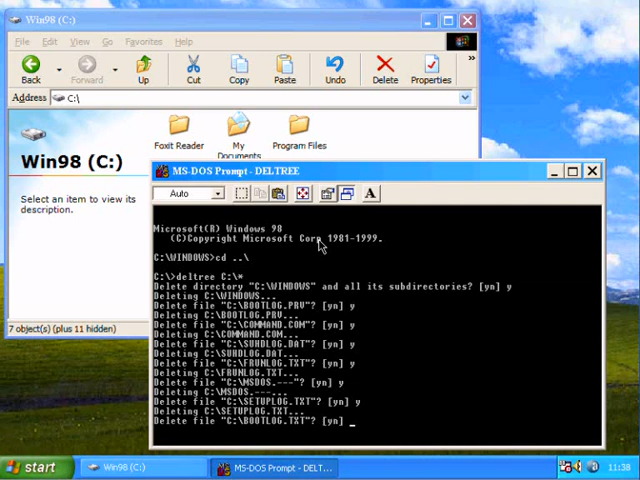 Win98 (C:)
File Edit View Go Favorites Help
Back Forward Up Cut Copy Paste Undo Delete Properties »
Address C:\
Foxit Reader
My Documents
Program Files
Win98 (C:)
Select an item to view its
description.
7 object(s) (plus 11 hidden)
MS-DOS Prompt - DELTREE
Auto A
Microsoft(R) Windows 98
(C)Copyright Microsoft Corp 1981-1999.
C:\WINDOWS>cd ..\
C:\>deltree C:\*
Delete directory "C:\WINDOWS" and all its subdirectories? [yn] y
Deleting C:\WINDOWS...
Delete file "C:\BOOTLOG.PRV"? [yn] y
Deleting C:\BOOTLOG.PRV...
Delete file "C:\COMMAND.COM"? [yn] y
Deleting C:\COMMAND.COM...
Delete file "C:\SUHDLOG.DAT"? [yn] y
Deleting C:\SUHDLOG.DAT...
Delete file "C:\FRUNLOG.TXT"? [yn] y
Deleting C:\FRUNLOG.TXT...
Delete file "C:\MSDOS.---"? [yn] y
Deleting C:\MSDOS.---...
Delete file "C:\SETUPLOG.TXT"? [yn] y
Deleting C:\SETUPLOG.TXT...
Delete file "C:\BOOTLOG.TXT"? [yn] _
start Win98 (C:) MS-DOS Prompt - DELT... 11:38